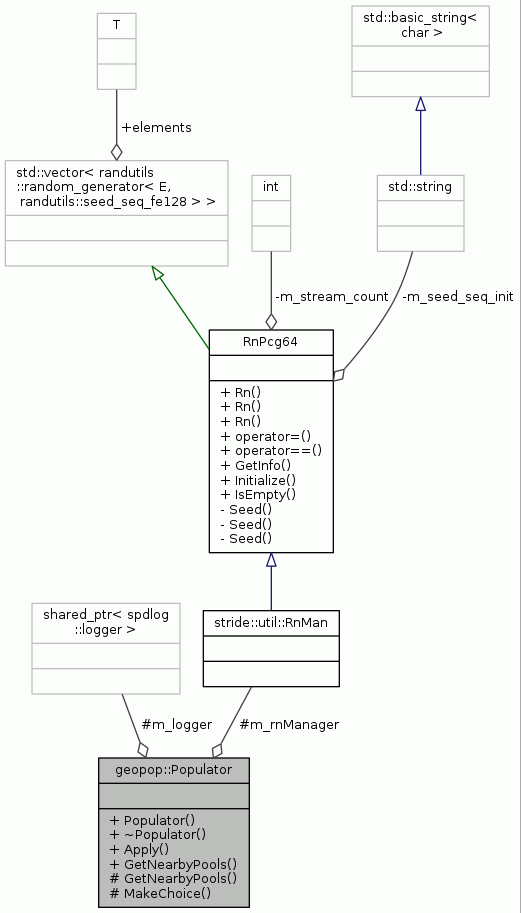 T
std::basic_string<
char >
+elements
std::vector< randutils
::random_generator< E,
randutils::seed_seq_fe128 > >
int
std::string
-m_stream_count
-m_seed_seq_init
RnPcg64
+ Rn()
+ Rn()
+ Rn()
+ operator=()
+ operator==()
+ GetInfo()
+ Initialize()
+ IsEmpty()
- Seed()
- Seed()
- Seed()
shared_ptr< spdlog
::logger >
stride::util::RnMan
#m_logger
#m_rnManager
geopop::Populator
+ Populator()
+ ~Populator()
+ Apply()
+ GetNearbyPools()
# GetNearbyPools()
# MakeChoice()